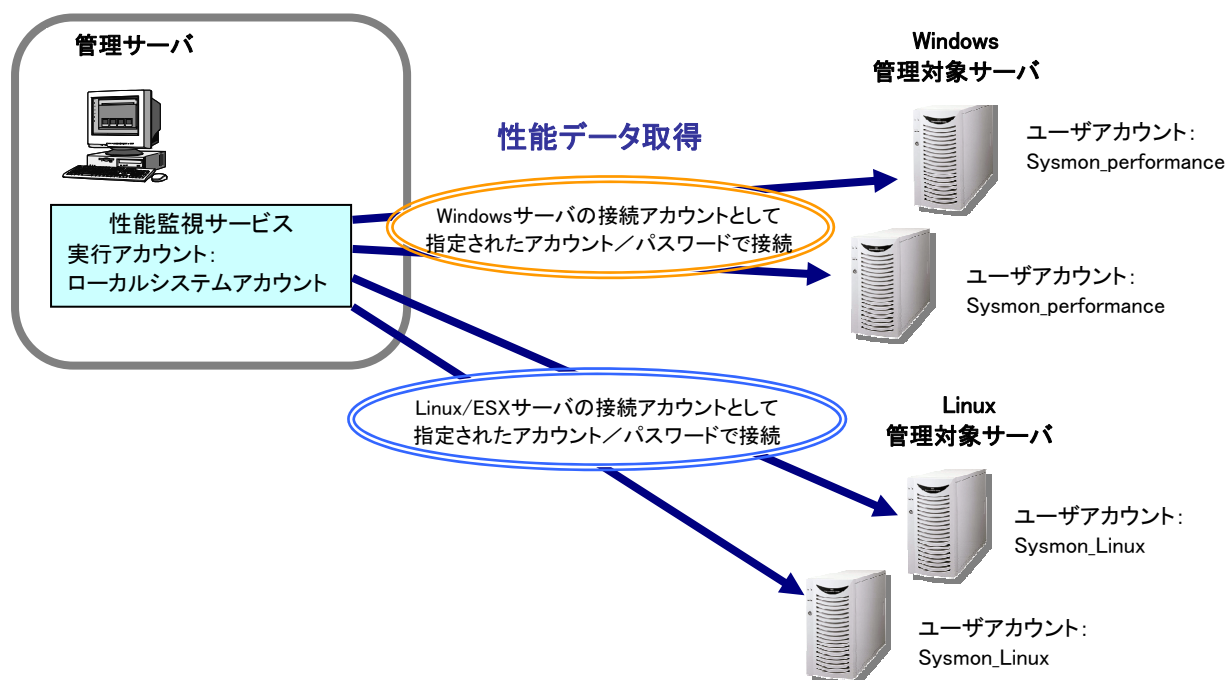 管理サーバ
性能監視サービス
実行アカウント：
ローカルシステムアカウント
性能データ取得
Windowsサーバの接続アカウントとして
指定されたアカウント／パスワードで接続
Linux/ESXサーバの接続アカウントとして
指定されたアカウント／パスワードで接続
Windows
管理対象サーバ
ユーザアカウント：
Sysmon_performance
ユーザアカウント：
Sysmon_performance
Linux
管理対象サーバ
ユーザアカウント：
Sysmon_Linux
ユーザアカウント：
Sysmon_Linux